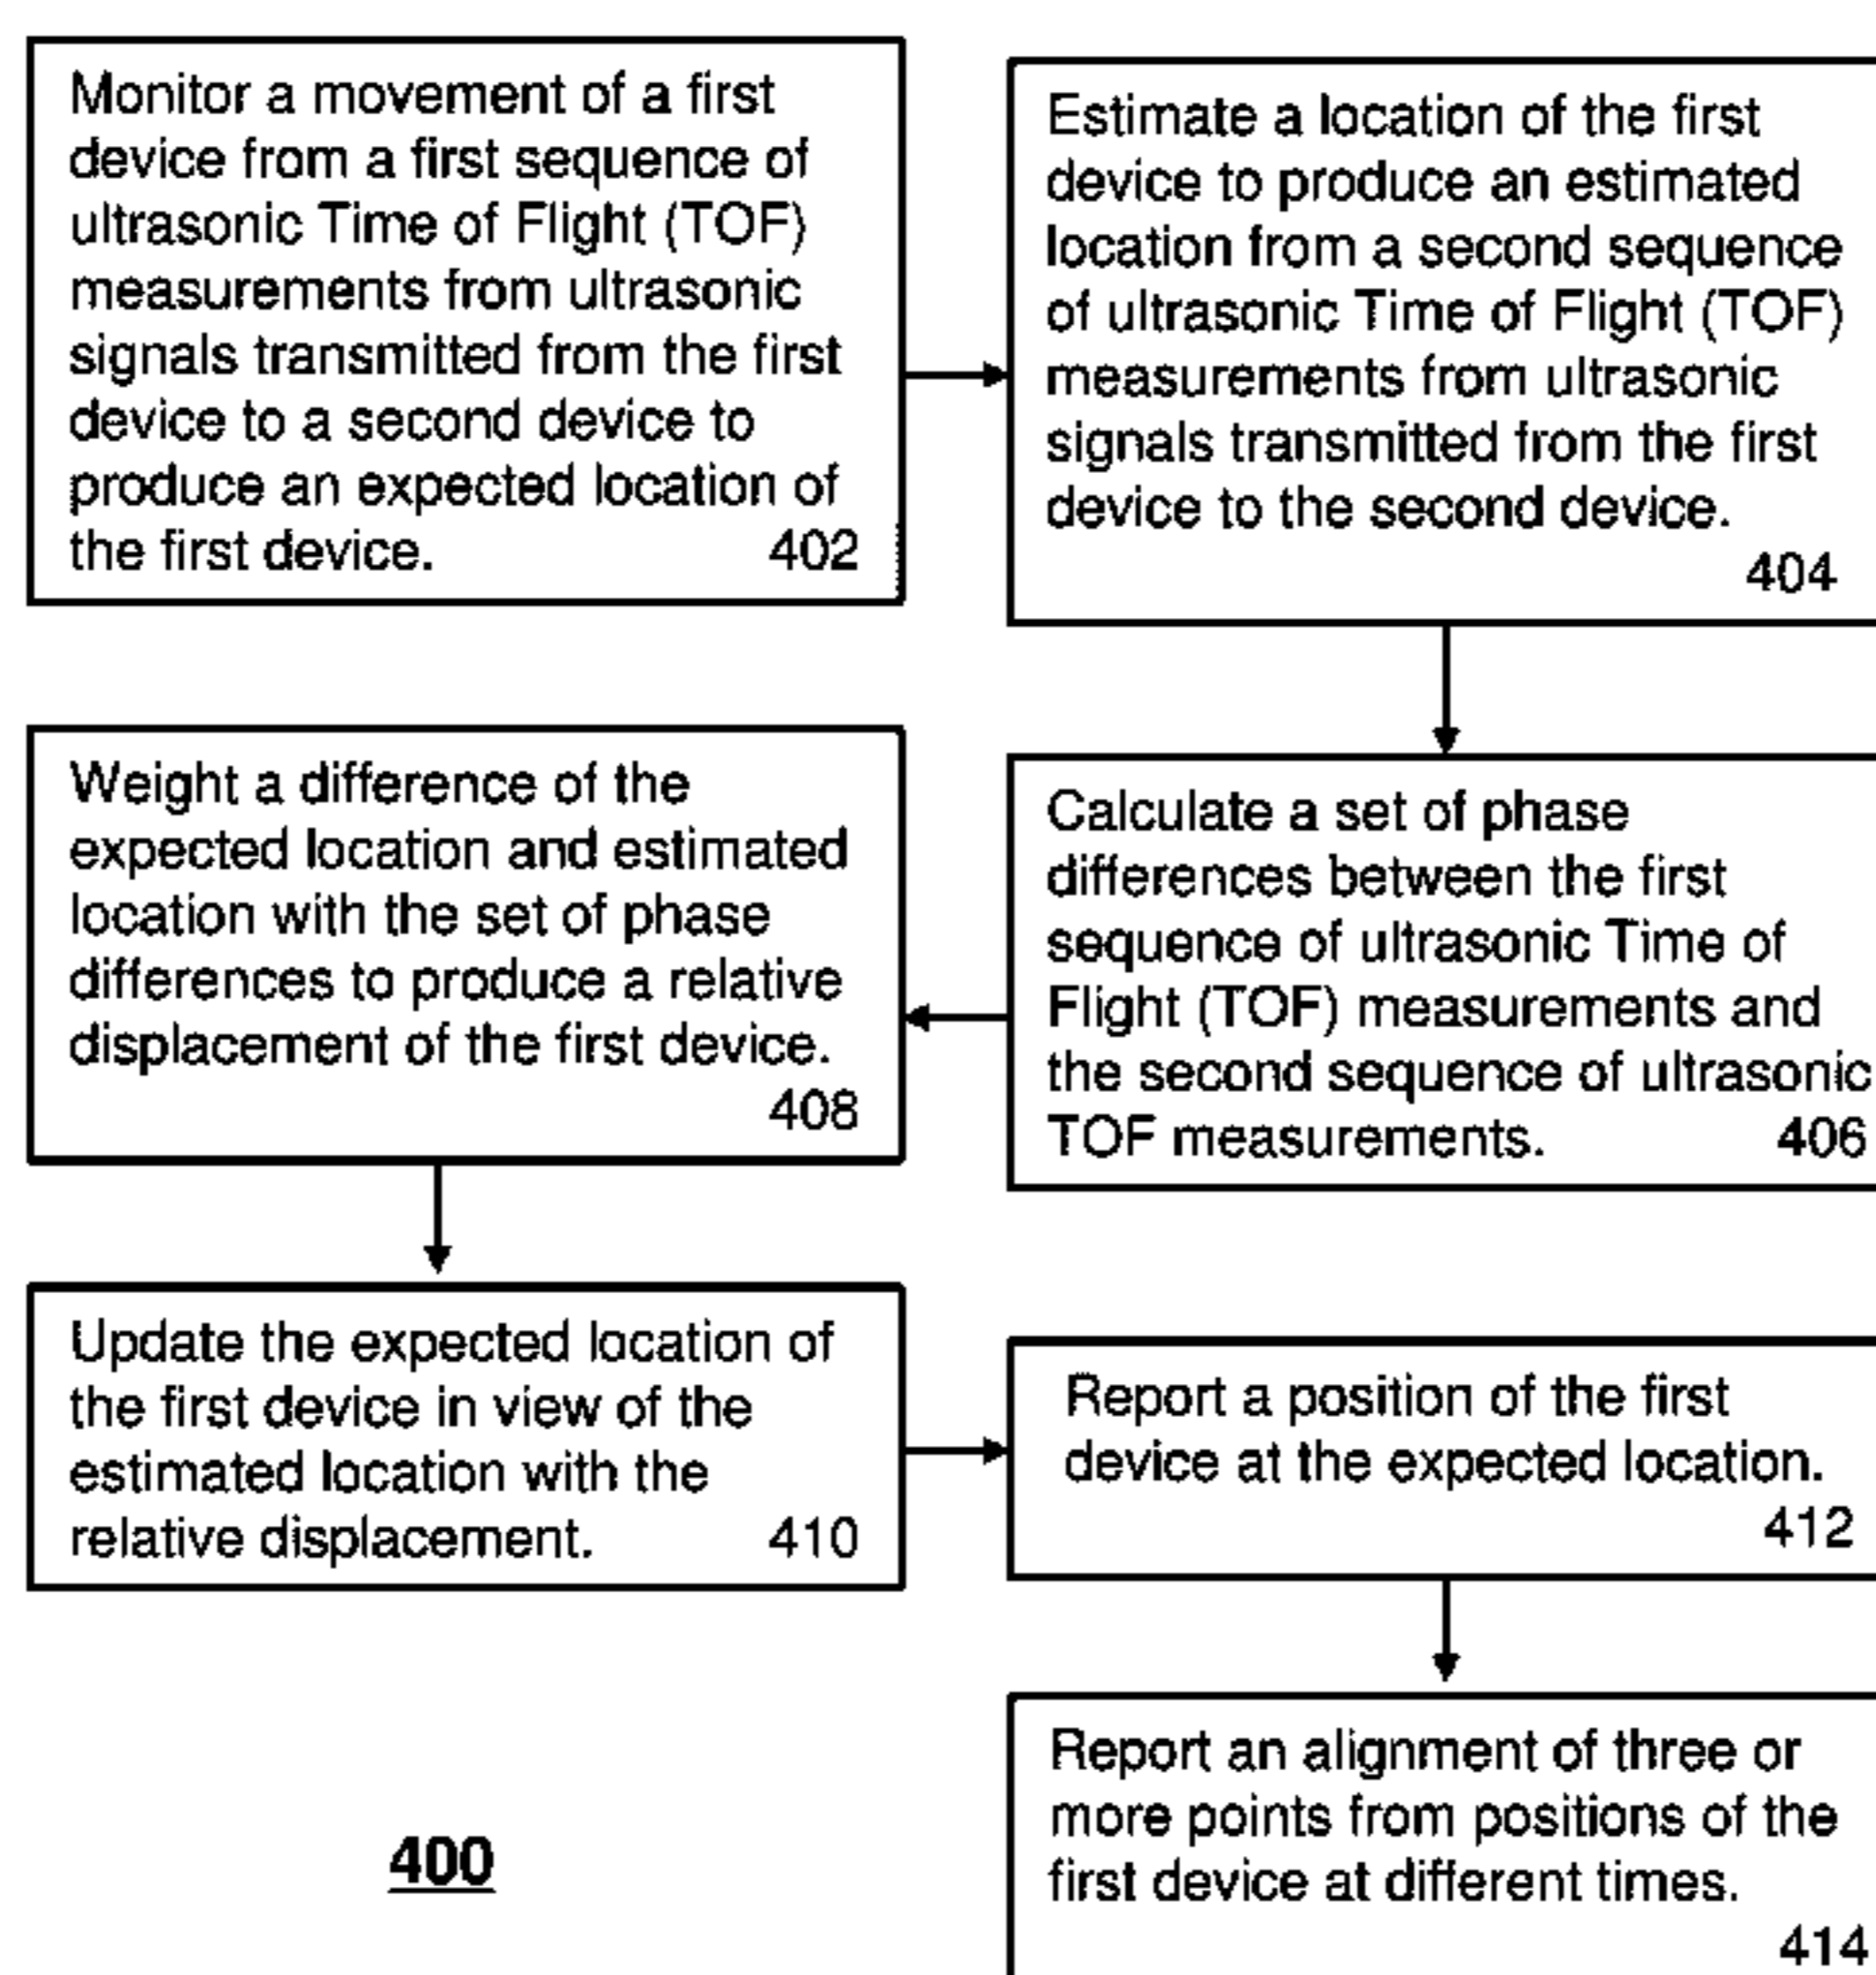 Monitor a movement of a first
device from a first sequence of
ultrasonic Time of Flight (TOF)
measurements from ultrasonic
signals transmitted from the first
device to a second device to
produce an expected location of
the first device. 402
Estimate a location of the first
device to produce an estimated
location from a second sequence
of ultrasonic Time of Flight (TOF)
measurements from ultrasonic
signals transmitted from the first
device to the second device.
404
Calculate a set of phase
differences between the first
sequence of ultrasonic Time of
Flight (TOF) measurements and
the second sequence of ultrasonic
TOF measurements. 406
Weight a difference of the
expected location and estimated
location with the set of phase
differences to produce a relative
displacement of the first device.
408
Update the expected location of
the first device in view of the
estimated location with the
relative displacement. 410
Report a position of the first
device at the expected location.
412
Report an alignment of three or
more points from positions of the
first device at different times.
414
400